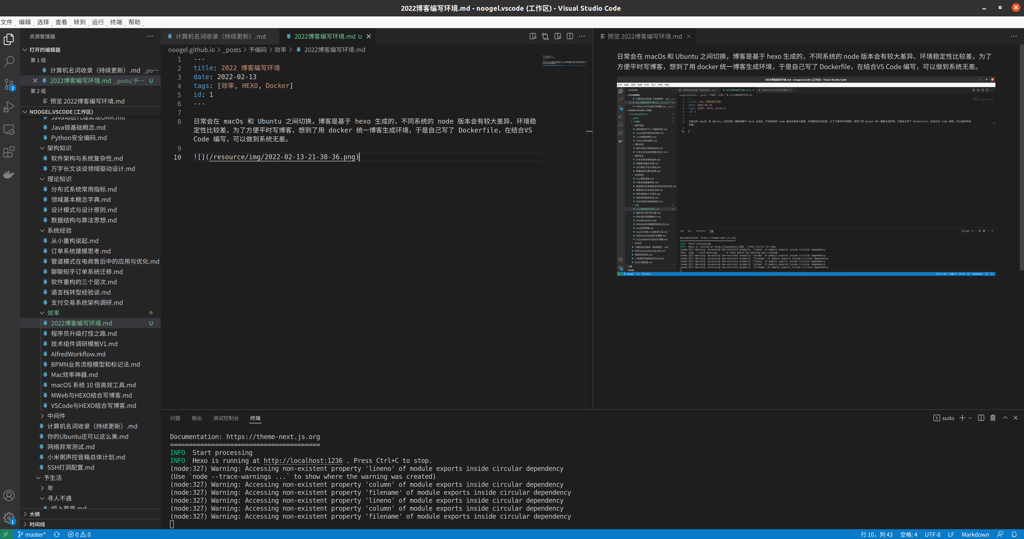 2022博客编写环境.md - noogel.vscode (工作区) - Visual Studio Code
文件 编辑 选择 查看 转到 运行 终端 帮助
资源管理器
打开的编辑器
第 1 组
计算机名词收录（持续更新）.md _po···
2022博客编写环境.md _posts/予··· U
第 2 组
预览 2022博客编写环境.md
NOOGEL.VSCODE (工作区)
Java锁基础概念.md
Python安全编码.md
架构知识
软件架构与系统复杂性.md
万字长文谈谈领域驱动设计.md
理论知识
分布式系统常用指标.md
领域基本概念字典.md
设计模式与设计原则.md
数据结构与算法思想.md
系统经验
从小重构说起.md
订单系统建模思考.md
管道模式在电商售后中的应用与优化.md
聊聊知乎订单系统迁移.md
软件重构的三个层次.md
语言栈转型经验谈.md
支付交易系统架构调研.md
效率
2022博客编写环境.md U
程序员升级打怪之路.md
技术组件调研模板V1.md
AlfredWorkflow.md
BPMN业务流程模型和标记法.md
Mac效率神器.md
macOS 系统 10 倍高效工具.md
MWeb与HEXO结合写博客.md
VSCode与HEXO结合写博客.md
中间件
计算机名词收录（持续更新）.md
你的Ubuntu还可以这么美.md
网络异常测试.md
小米粥声控音箱总体计划.md
SSH打洞配置.md
予生活
年
寻人不遇
大纲
时间线
计算机名词收录（持续更新）.md
2022博客编写环境.md U
noogel.github.io > _posts > 予编码 > 效率 > 2022博客编写环境.md
1 ---
2 title: 2022 博客编写环境
3 date: 2022-02-13
4 tags: [效率, HEXO, Docker]
5 id: 1
6 ---
7
8 日常会在 macOs 和 Ubuntu 之间切换，博客是基于 hexo 生成的，不同系统的 node 版本会有较大差异、环境稳
定性比较差，为了方便平时写博客，想到了用 docker 统一博客生成环境，于是自己写了 Dockerfile，在结合VS
Code 编写，可以做到系统无差。
9
10 ![](/resource/img/2022-02-13-21-38-36.png)
预览 2022博客编写环境.md
日常会在 macOs 和 Ubuntu 之间切换，博客是基于 hexo 生成的，不同系统的 node 版本会有较大差异、环境稳定性比较差，为了
方便平时写博客，想到了用 docker 统一博客生成环境，于是自己写了 Dockerfile，在结合VS Code 编写，可以做到系统无差。
问题 输出 调试控制台 终端
sudo
Documentation: https://theme-next.js.org
========================================
INFO  Start processing
INFO  Hexo is running at http://localhost:1236 . Press Ctrl+C to stop.
(node:327) Warning: Accessing non-existent property 'lineno' of module exports inside circular dependency
(Use `node --trace-warnings ...` to show where the warning was created)
(node:327) Warning: Accessing non-existent property 'column' of module exports inside circular dependency
(node:327) Warning: Accessing non-existent property 'filename' of module exports inside circular dependency
(node:327) Warning: Accessing non-existent property 'lineno' of module exports inside circular dependency
(node:327) Warning: Accessing non-existent property 'column' of module exports inside circular dependency
(node:327) Warning: Accessing non-existent property 'filename' of module exports inside circular dependency
master* 0 0
行 10，列 43 空格: 4 UTF-8 LF Markdown